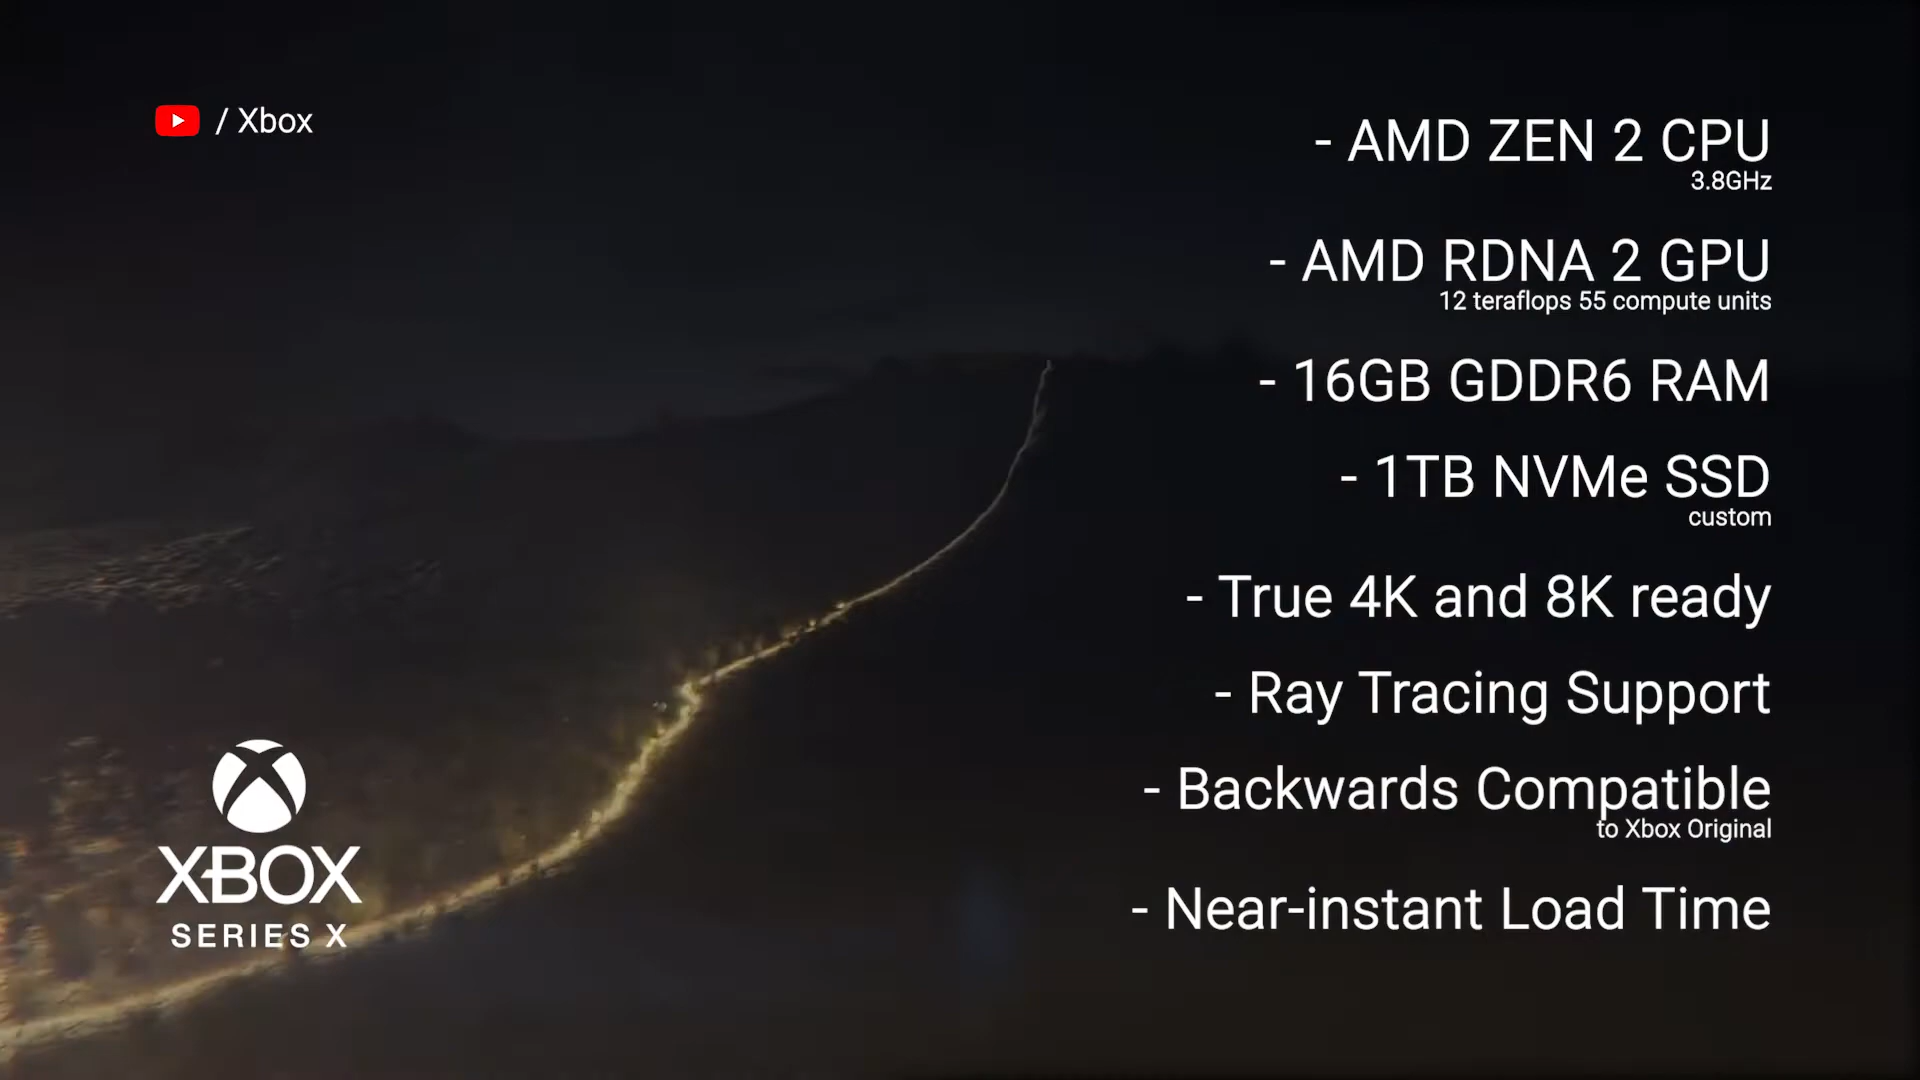 / Xbox
- AMD ZEN 2 CPU
3.8GHz
- AMD RDNA 2 GPU
12 teraflops 55 compute units
- 16GB GDDR6 RAM
- 1TB NVMe SSD
custom
- True 4K and 8K ready
- Ray Tracing Support
- Backwards Compatible
to Xbox Original
- Near-instant Load Time
XBOX
SERIES X